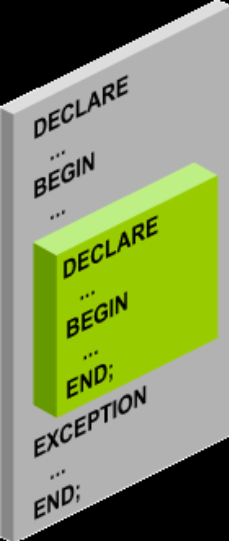 DECLARE
...
BEGIN
...
DECLARE
...
BEGIN
...
END;
EXCEPTION
...
END;